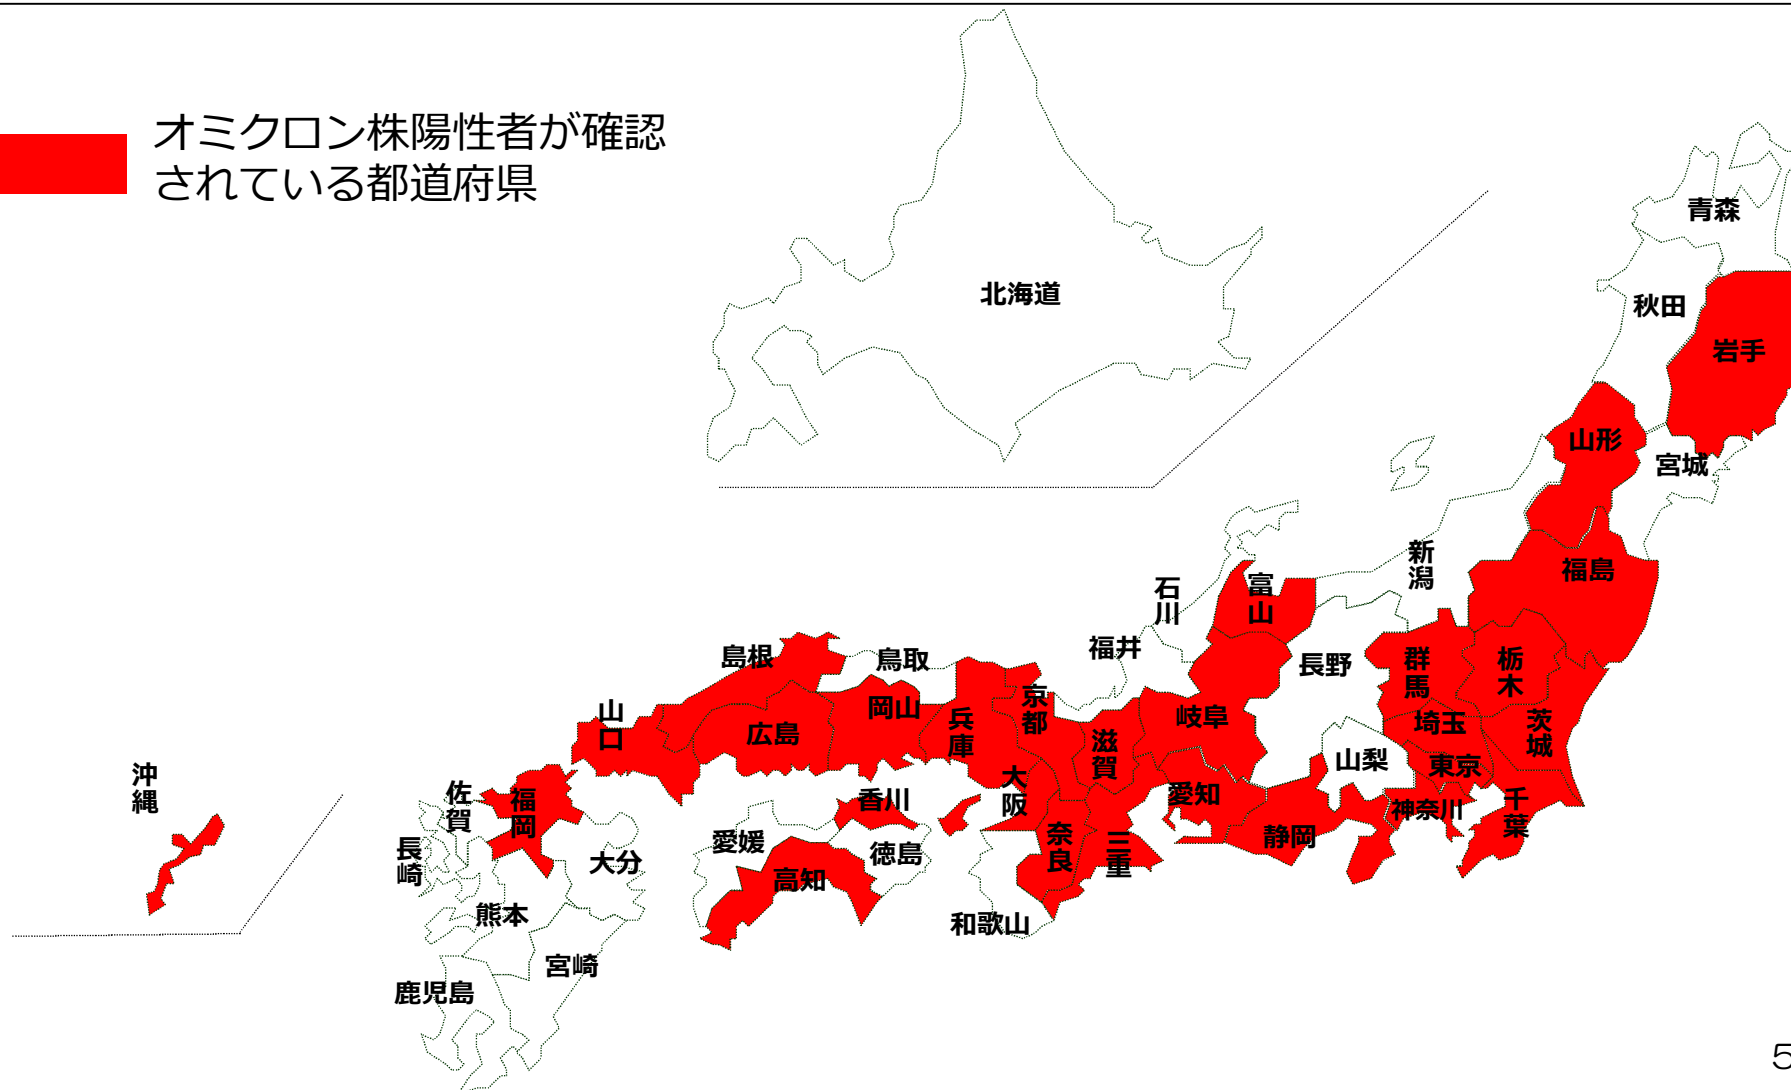 オミクロン株陽性者が確認
されている都道府県
北海道
青森
秋田
岩手
山形
宮城
新潟
福島
石川
富山
福井
長野
群馬
栃木
島根
鳥取
京都
岐阜
埼玉
茨城
山口
広島
岡山
兵庫
滋賀
山梨
東京
沖縄
佐賀
福岡
香川
大阪
愛知
神奈川
千葉
長崎
大分
愛媛
徳島
奈良
三重
静岡
高知
熊本
和歌山
宮崎
鹿児島
5